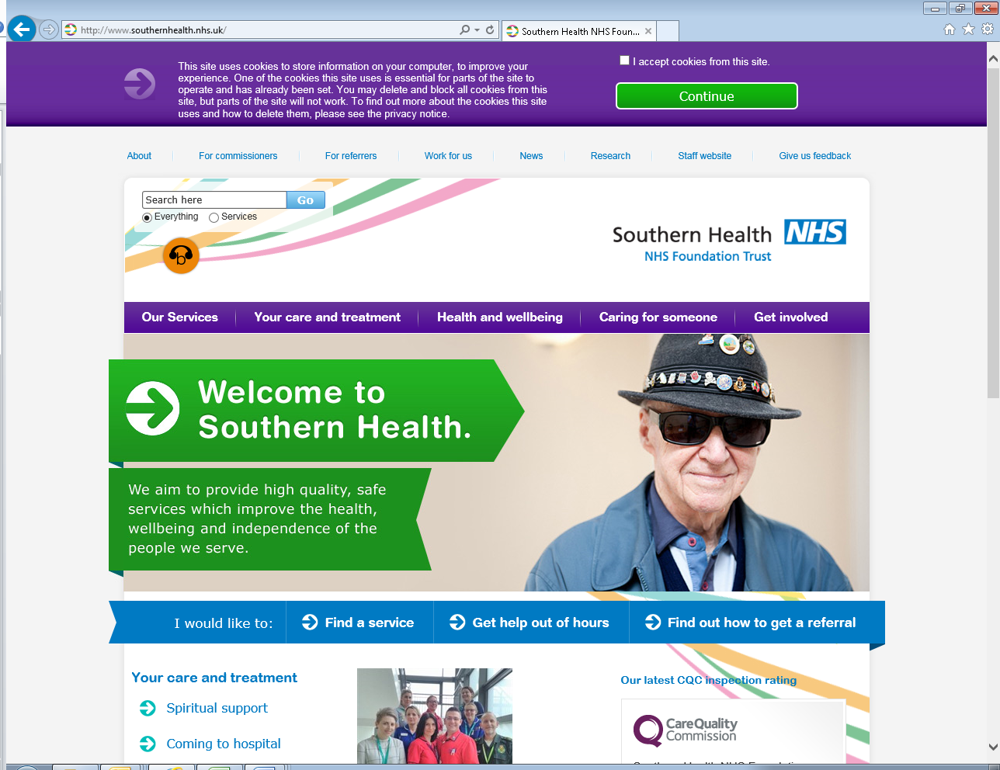 http://www.southernhealth.nhs.uk/
Southern Health NHS Foun...
This site uses cookies to store information on your computer, to improve your
experience. One of the cookies this site uses is essential for parts of the site to
operate and has already been set. You may delete and block all cookies from this
site, but parts of the site will not work. To find out more about the cookies this site
uses and how to delete them, please see the privacy notice.
I accept cookies from this site.
Continue
About
For commissioners
For referrers
Work for us
News
Research
Staff website
Give us feedback
Search here
Go
Everything
Services
b
Southern Health NHS
NHS Foundation Trust
Our Services
Your care and treatment
Health and wellbeing
Caring for someone
Get involved
Welcome to
Southern Health.
We aim to provide high quality, safe
services which improve the health,
wellbeing and independence of the
people we serve.
I would like to:
Find a service
Get help out of hours
Find out how to get a referral
Your care and treatment
Spiritual support
Coming to hospital
Our latest CQC inspection rating
CareQuality
Commission
Southern Health NHS Foundation